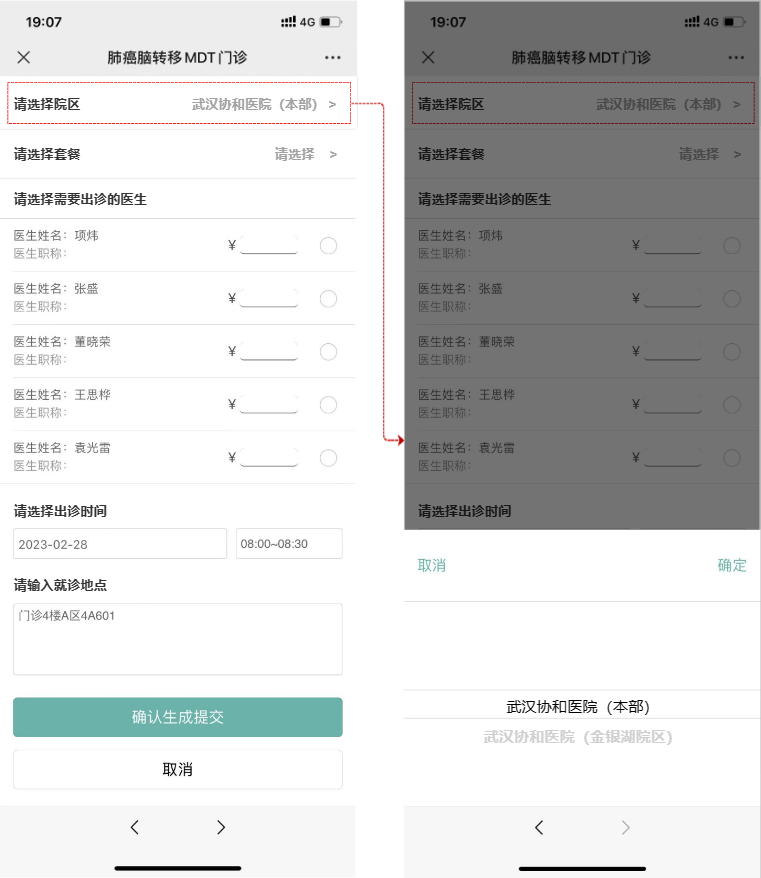 19:07
4G
肺癌脑转移MDT门诊
请选择院区
武汉协和医院（本部） >
请选择套餐
请选择 >
请选择需要出诊的医生
医生姓名：项炜
医生职称：
¥
医生姓名：张盛
医生职称：
¥
医生姓名：董晓荣
医生职称：
¥
医生姓名：王思桦
医生职称：
¥
医生姓名：袁光雷
医生职称：
¥
请选择出诊时间
2023-02-28
08:00~08:30
请输入就诊地点
门诊4楼A区4A601
确认生成提交
取消
19:07
4G
肺癌脑转移MDT门诊
请选择院区
武汉协和医院（本部） >
请选择套餐
请选择 >
请选择需要出诊的医生
医生姓名：项炜
医生职称：
¥
医生姓名：张盛
医生职称：
¥
医生姓名：董晓荣
医生职称：
¥
医生姓名：王思桦
医生职称：
¥
医生姓名：袁光雷
医生职称：
¥
请选择出诊时间
取消
确定
武汉协和医院（本部）
武汉协和医院（金银湖院区）